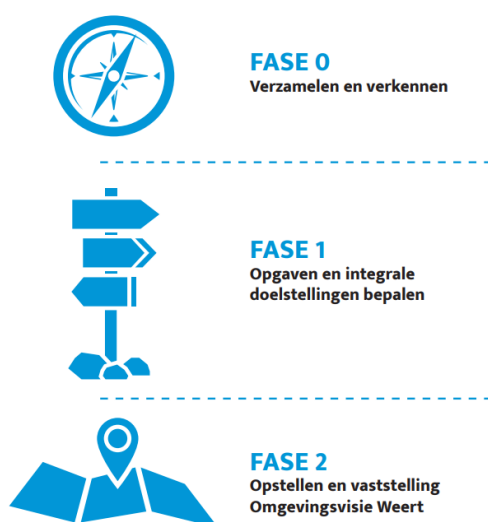 FASE 0
Verzamelen en verkennen
FASE 1
Opgaven en integrale
doelstellingen bepalen
FASE 2
Opstellen en vaststelling
Omgevingsvisie Weert